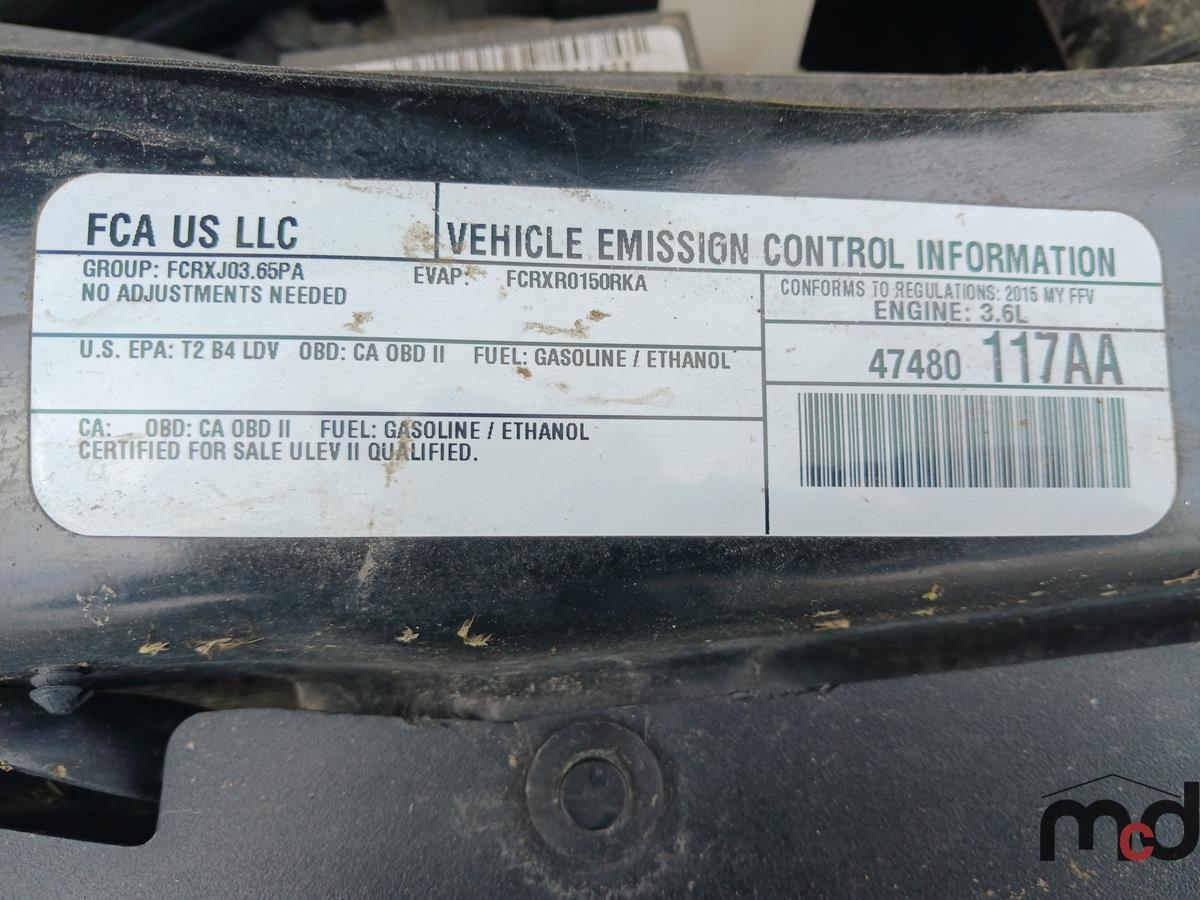 FCA US LLC
VEHICLE EMISSION CONTROL INFORMATION
GROUP: FCRXJ03.65PA EVAP: FCRXR0150RKA
NO ADJUSTMENTS NEEDED
CONFORMS TO REGULATIONS: 2015 MY FFV
ENGINE: 3.6L
U.S. EPA: T2 B4 LDV OBD: CA OBD II FUEL: GASOLINE / ETHANOL
47480 117AA
CA: OBD: CA OBD II FUEL: GASOLINE / ETHANOL
CERTIFIED FOR SALE ULEV II QUALIFIED.
mcd